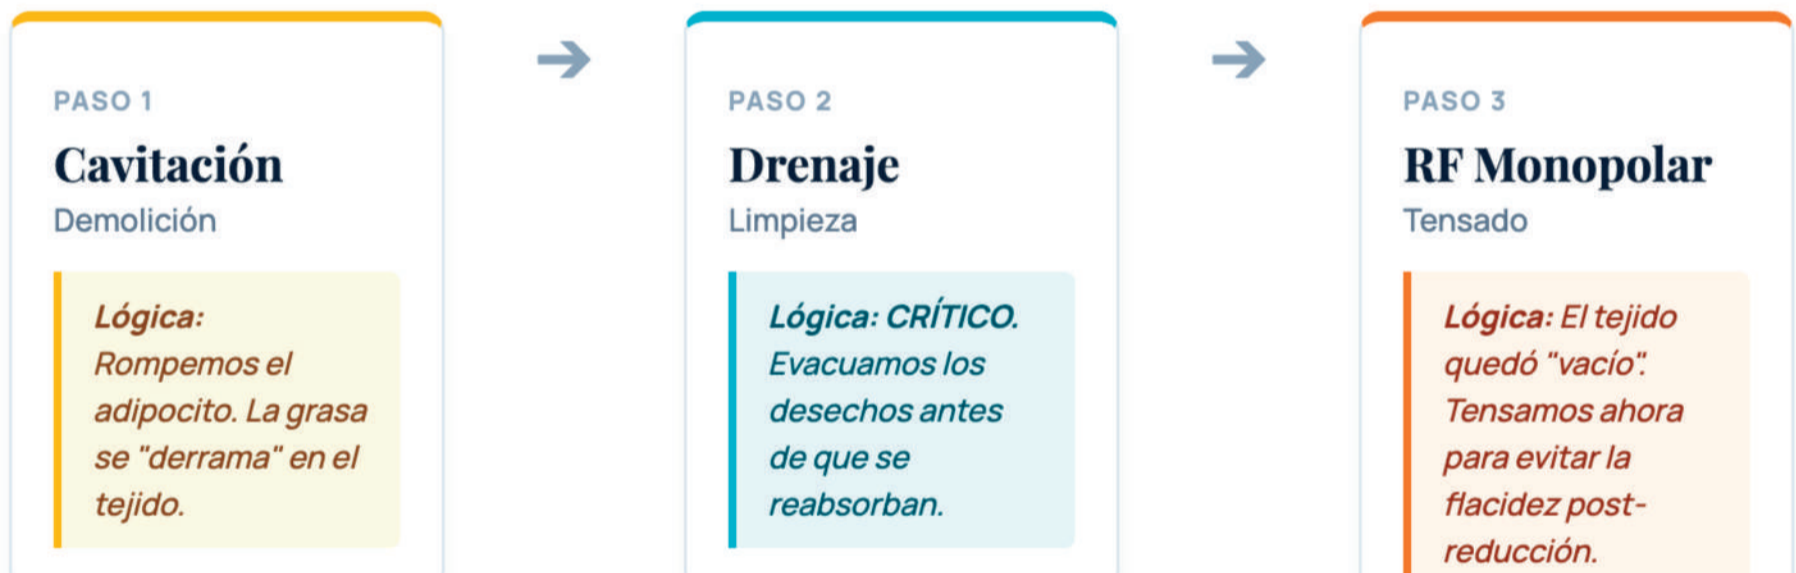 PASO 1
Cavitación
Demolición
Lógica:
Rompemos el
adipocito. La grasa
se "derrama" en el
tejido.
PASO 2
Drenaje
Limpieza
Lógica: CRÍTICO.
Evacuamos los
desechos antes
de que se
reabsorban.
PASO 3
RF Monopolar
Tensado
Lógica: El tejido
quedó "vacío".
Tensamos ahora
para evitar la
flacidez post-
reducción.